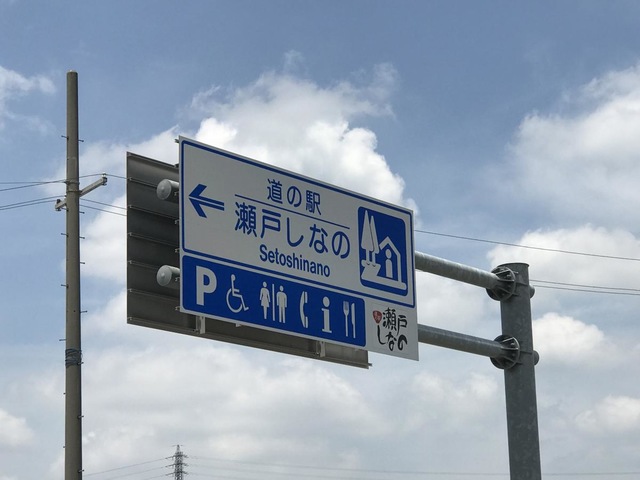 道の駅
瀬戸しなの
Setoshinano
P
瀬戸
しなの